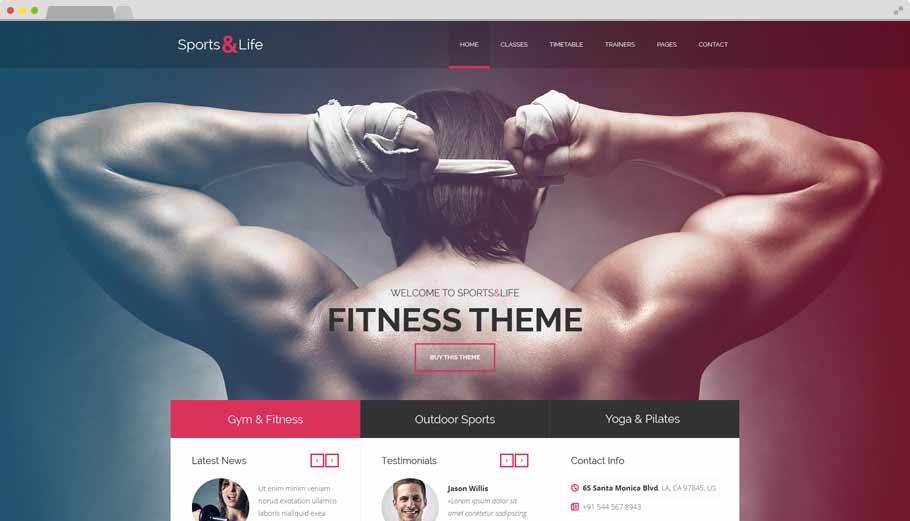 Sports&Life
HOME CLASSES TIMETABLE TRAINERS PAGES CONTACT
WELCOME TO SPORTS&LIFE
FITNESS THEME
BUY THIS THEME
Gym & Fitness
Outdoor Sports
Yoga & Pilates
Latest News
Ut enim minim veniam
norud exotation ullamco
laboris nialiquid exea
Testimonials
Jason Willis
«Lorem ipsum dolor sit
amet conetetur sadipscing
Contact Info
65 Santa Monica Blvd, LA, CA 97845, US
+91 544 567 8943